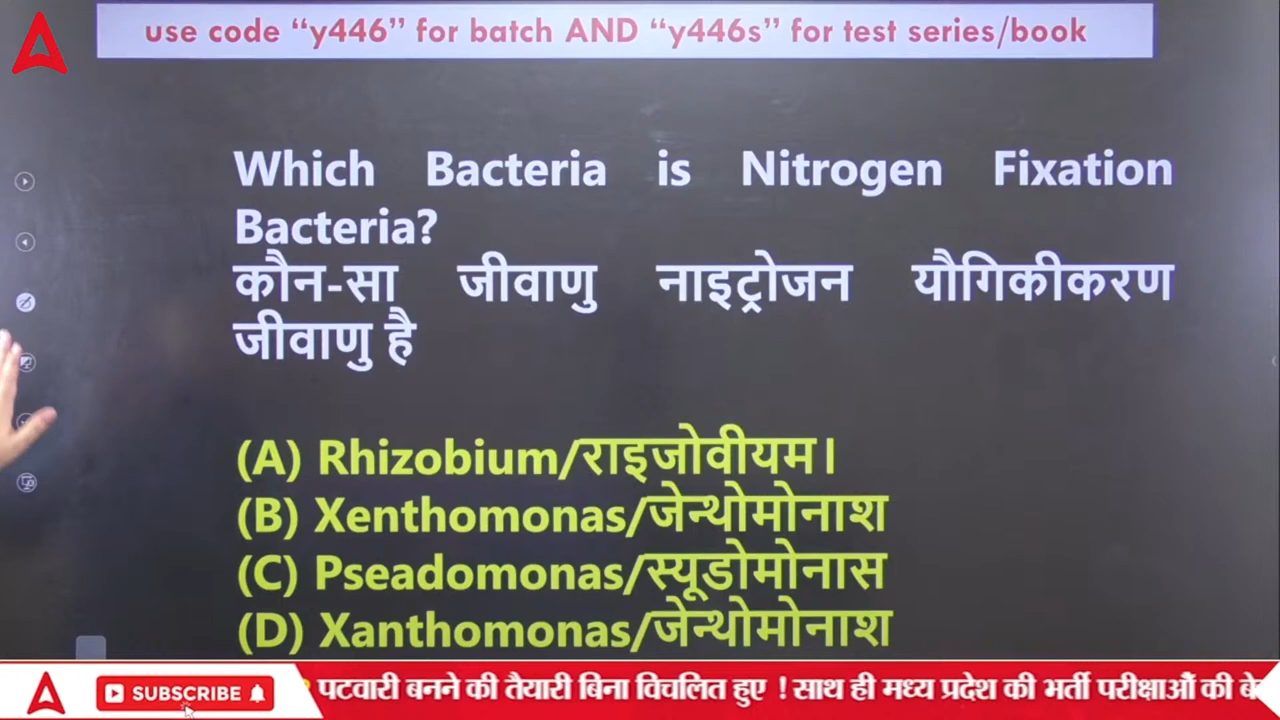 use code “y446” for batch AND “y446s” for test series/book
Which Bacteria is Nitrogen Fixation
Bacteria?
कौन-सा जीवाणु नाइट्रोजन यौगिकीकरण
जीवाणु है
(A) Rhizobium/राइजोवीयम।
(B) Xenthomonas/जेन्थोमोनाश
(C) Pseadomonas/स्यूडोमोनास
(D) Xanthomonas/जेन्थोमोनाश
SUBSCRIBE
पटवारी बनने की तैयारी बिना विचलित हुए ! साथ ही मध्य प्रदेश की भर्ती परीक्षाओं की